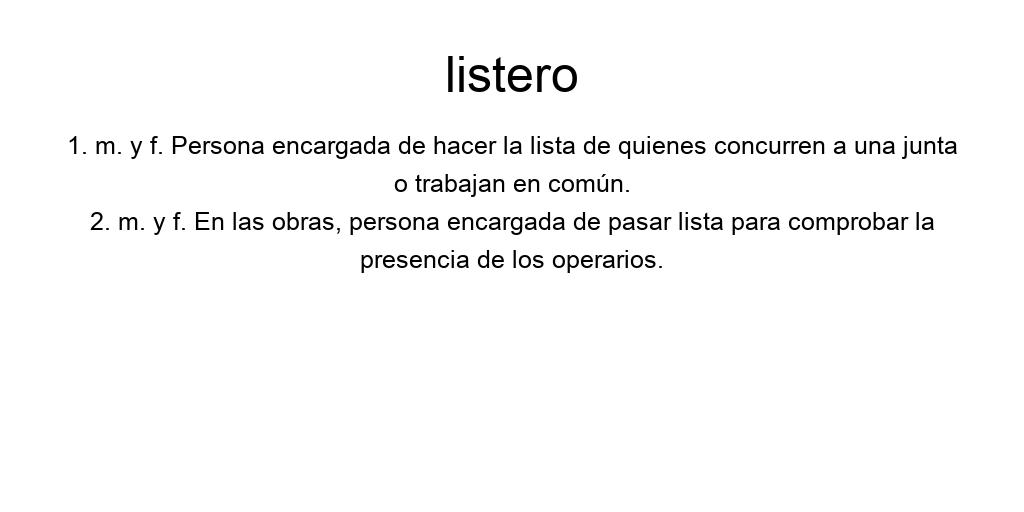 listero
1. m. y f. Persona encargada de hacer la lista de quienes concurren a una junta
o trabajan en común.
2. m. y f. En las obras, persona encargada de pasar lista para comprobar la
presencia de los operarios.